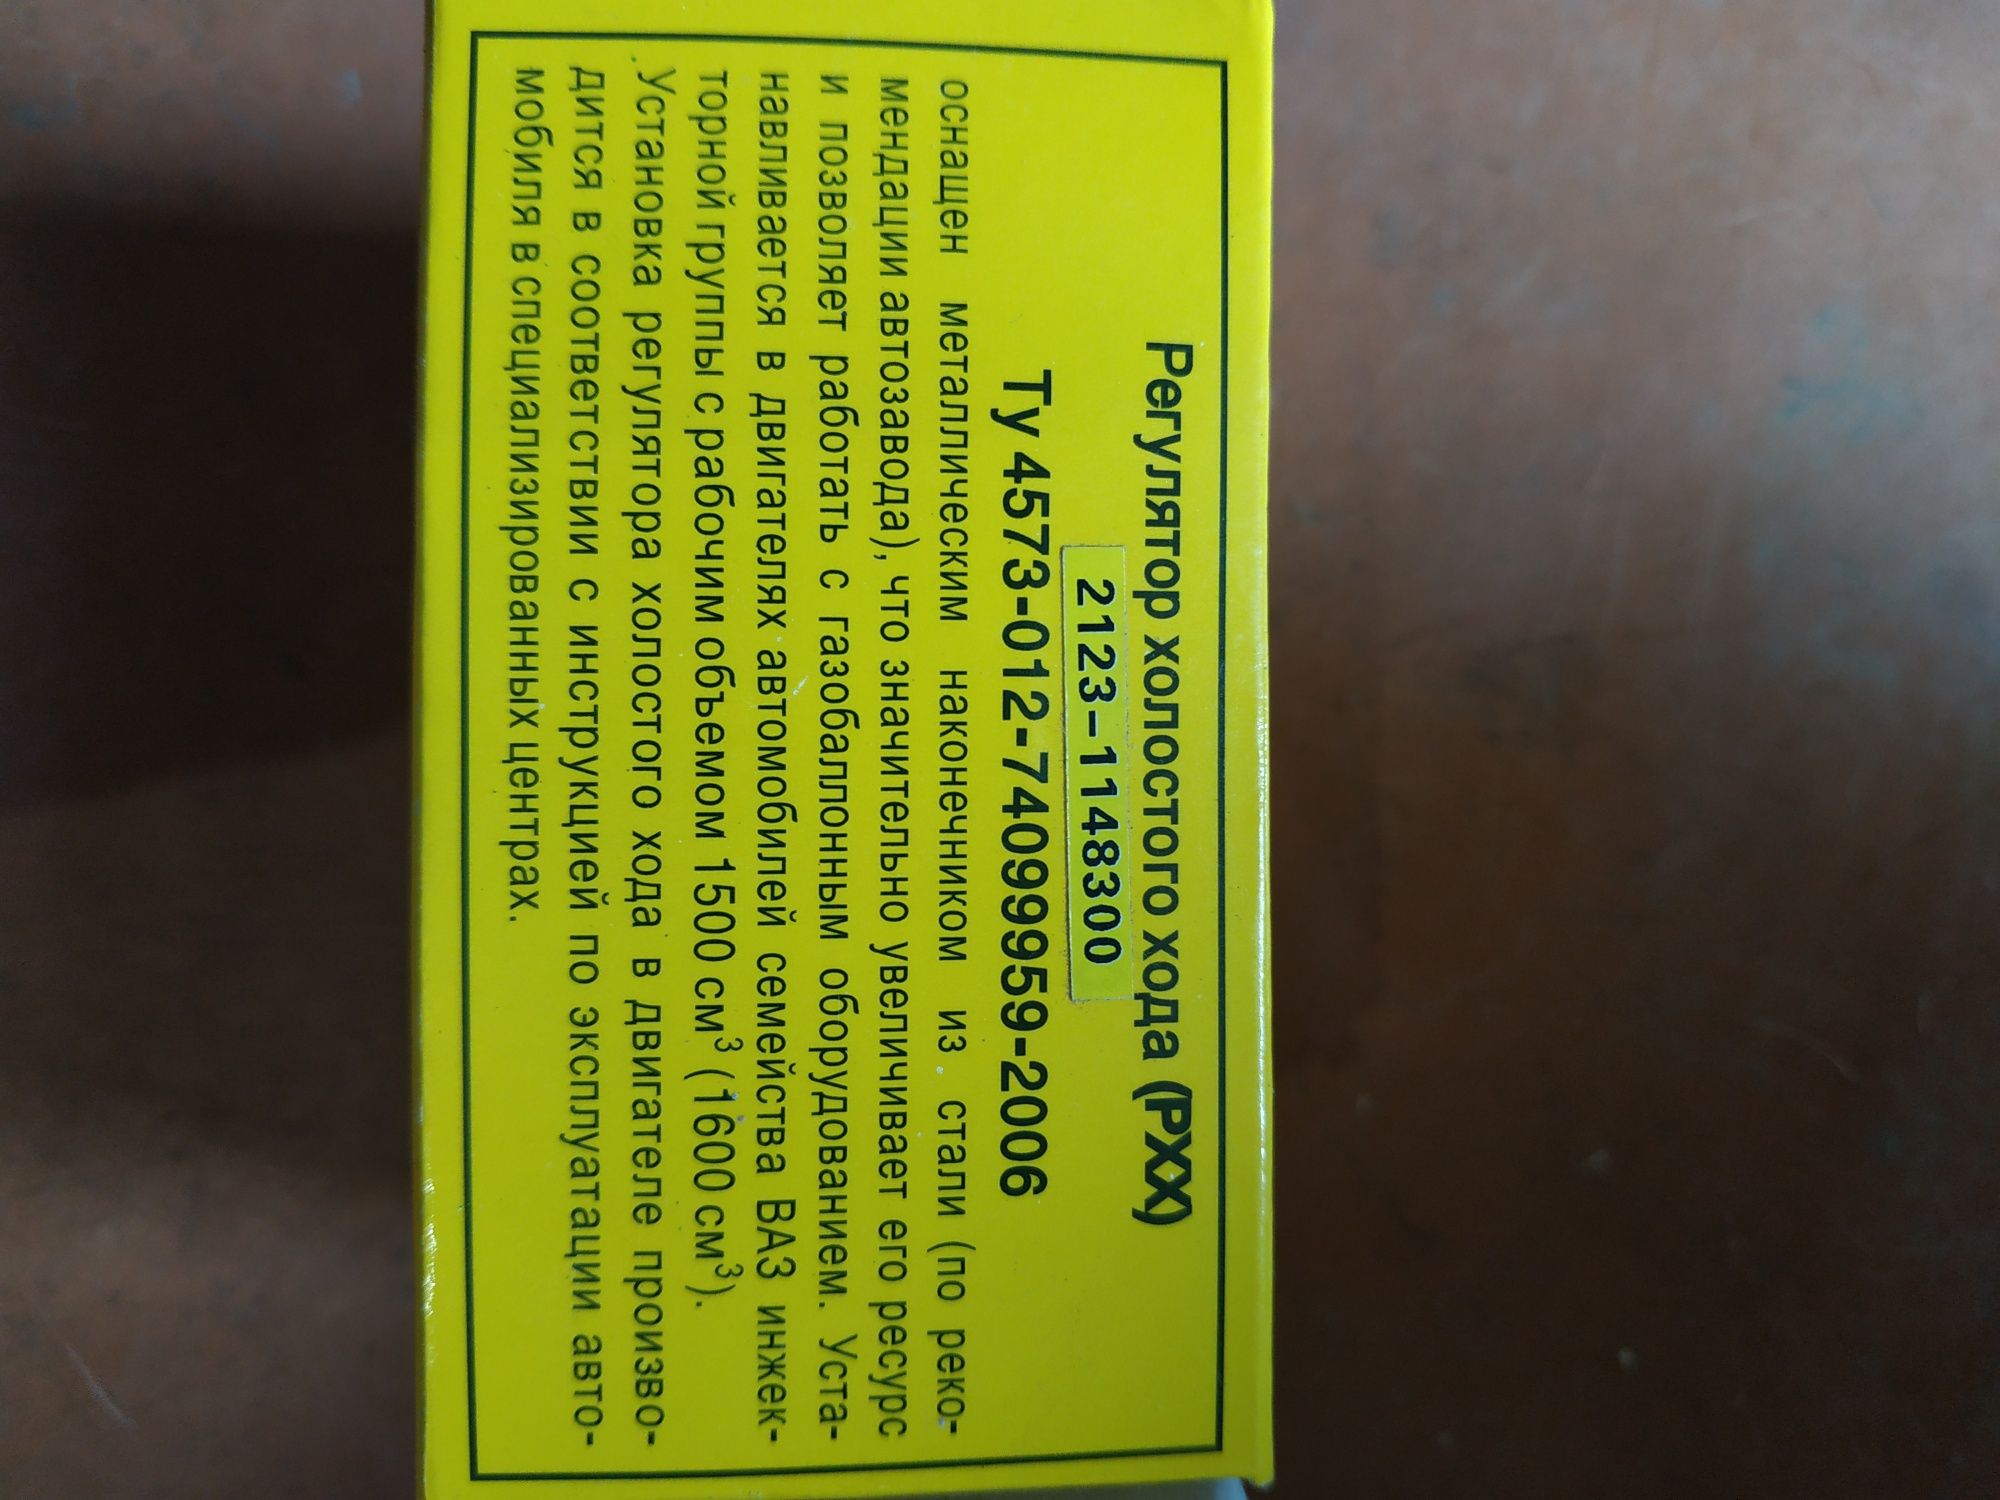 Регулятор холостого хода (РХХ)
2123-1148300
Ту 4573-012-74099959-2006
оснащен металлическим наконечником из стали (по реко-
мендации автозавода), что значительно увеличивает его ресурс
и позволяет работать с газобаллонным оборудованием. Уста-
навливается в двигателях автомобилей семейства ВАЗ инжек-
торной группы с рабочим объемом 1500 см³ (1600 см³).
Установка регулятора холостого хода в двигателе произво-
дится в соответствии с инструкцией по эксплуатации авто-
мобиля в специализированных центрах.